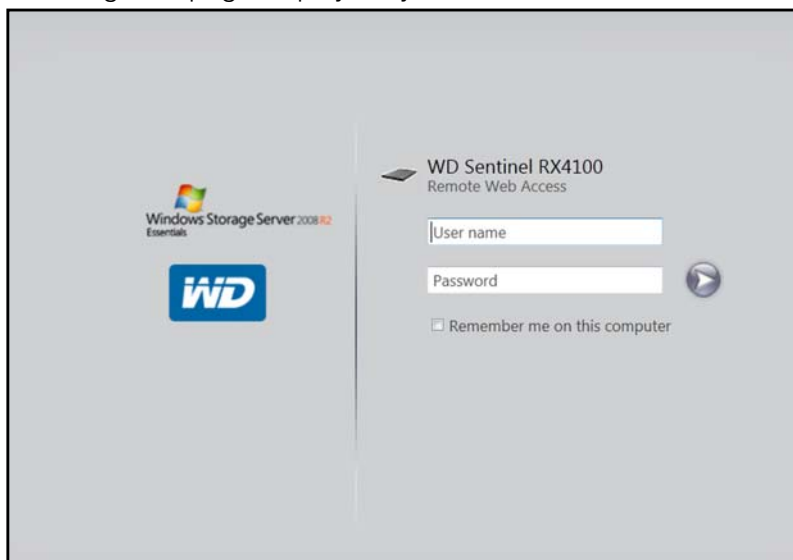 Windows Storage Server 2008 R2
Essentials
WD
WD Sentinel RX4100
Remote Web Access
User name
Password
Remember me on this computer